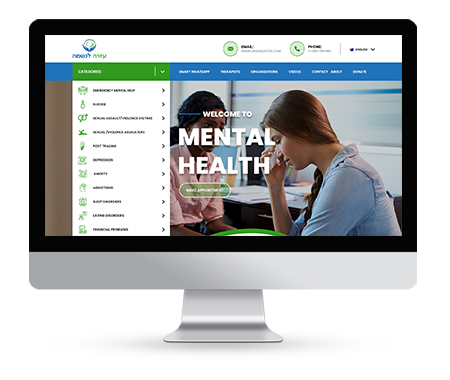 עזרה לנשמה
EMAIL:
PHONE:
ENGLISH
CATEGORIES
SMART WHATSAPP THERAPISTS ORGANIZATIONS VIDEOS CONTACT ABOUT DONATE
EMERGENCY MENTAL HELP
SUICIDE
SEXUAL ASSAULT/VIOLENCE VICTIMS
SEXUAL/VIOLENCE ASSAULTERS
POST TRAUMA
DEPRESSION
ANXIETY
ADDICTIONS
SLEEP DISORDERS
EATING DISORDERS
FINANCIAL PROBLEMS
WELCOME TO
MENTAL
HEALTH
MAKE APPOINTMENT